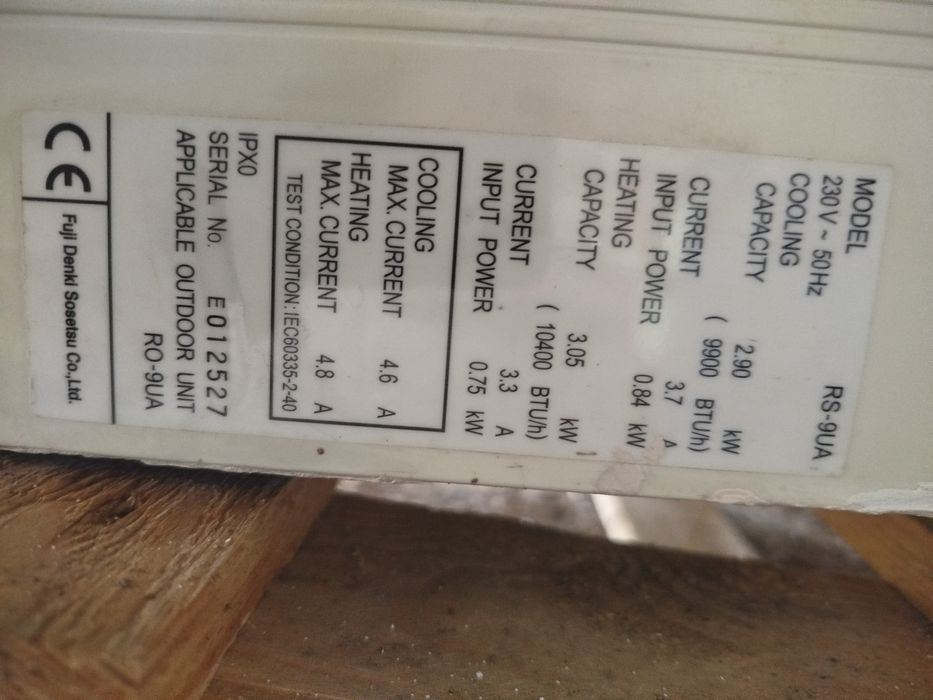 MODEL RS-9UA
230V ~ 50Hz
COOLING
CAPACITY 2.90 kW
( 9900 BTU/h)
CURRENT 3.7 A
INPUT POWER 0.84 kW
HEATING
CAPACITY 3.05 kW
( 10400 BTU/h)
CURRENT 3.3 A
INPUT POWER 0.75 kW
COOLING
MAX. CURRENT 4.6 A
HEATING
MAX. CURRENT 4.8 A
TEST CONDITION : IEC60335-2-40
IPX0
SERIAL No. E012527
APPLICABLE OUTDOOR UNIT
RO-9UA
CE Fuji Denki Sosetsu Co.,Ltd.